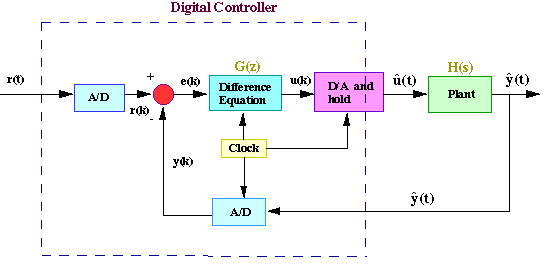 Digital Controller
G(z)
H(s)
r(t)
A/D
+
r(k)
-
e(k)
Difference
Equation
u(k)
D/A and
hold
û(t)
Plant
ŷ(t)
Clock
y(k)
A/D
ŷ(t)